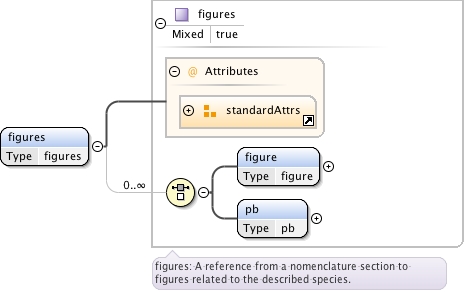 figures
Mixed true
@ Attributes
standardAttrs
figures
Type figures
figure
Type figure
0..∞
pb
Type pb
figures: A reference from a nomenclature section to
figures related to the described species.